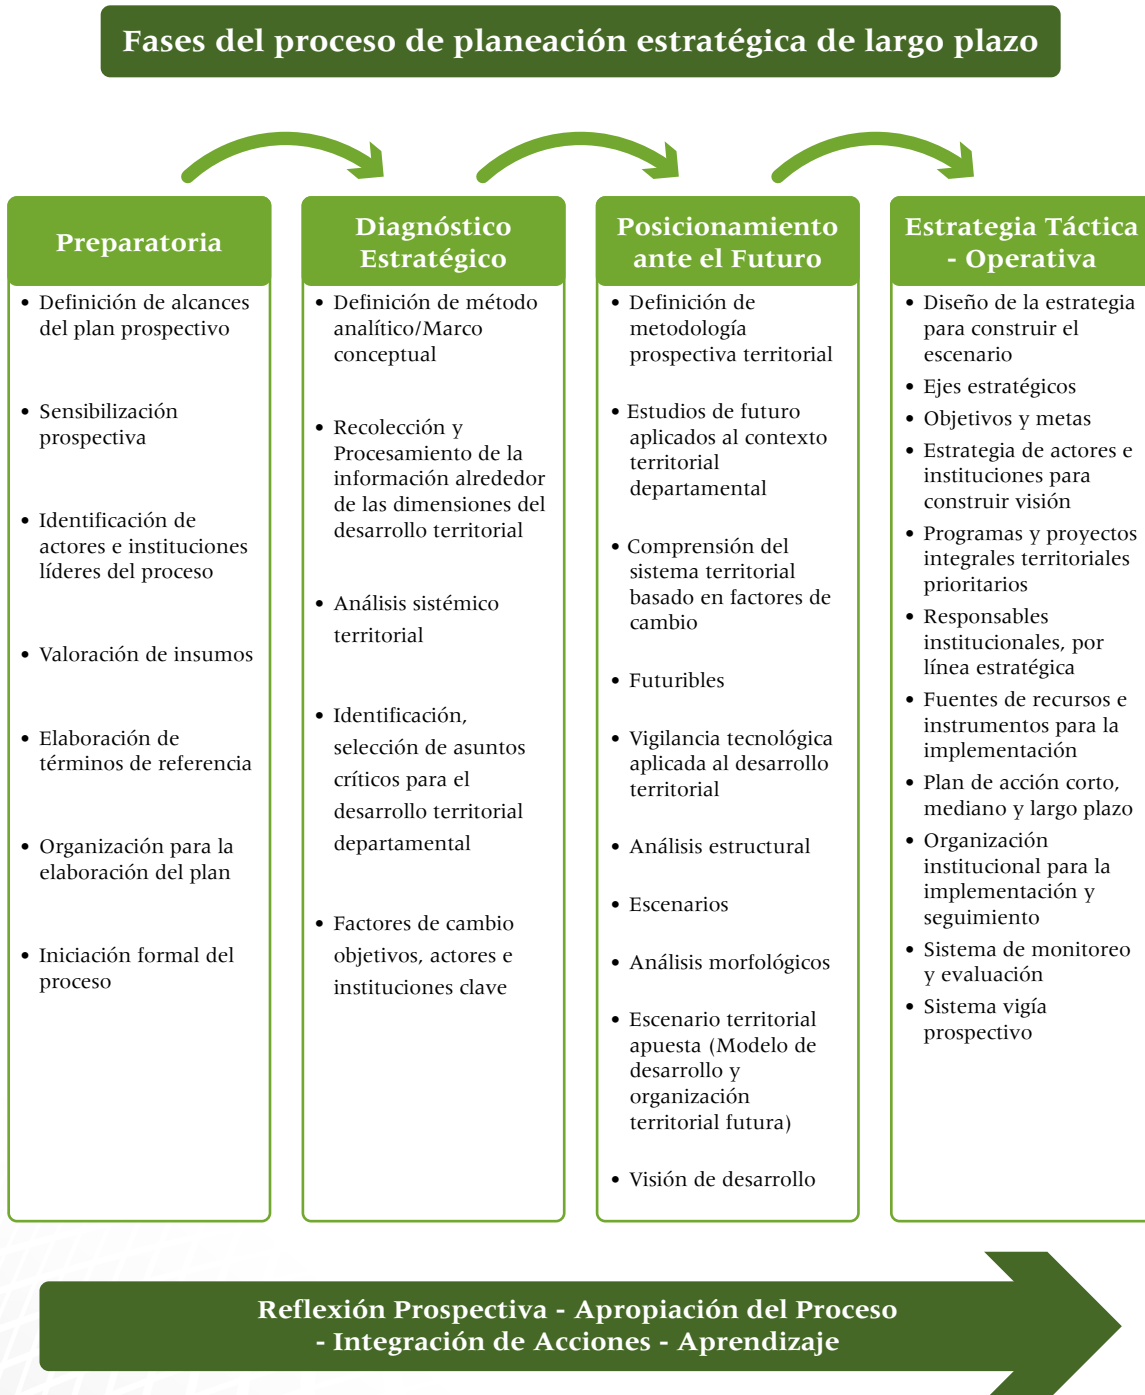 Fases del proceso de planeación estratégica de largo plazo
Preparatoria
• Definición de alcances
del plan prospectivo
• Sensibilización
prospectiva
• Identificación de
actores e instituciones
líderes del proceso
• Valoración de insumos
• Elaboración de
términos de referencia
• Organización para la
elaboración del plan
• Iniciación formal del
proceso
Diagnóstico
Estratégico
• Definición de método
analítico/Marco
conceptual
• Recolección y
Procesamiento de la
información alrededor
de las dimensiones del
desarrollo territorial
• Análisis sistémico
territorial
• Identificación,
selección de asuntos
críticos para el
desarrollo territorial
departamental
• Factores de cambio
objetivos, actores e
instituciones clave
Posicionamiento
ante el Futuro
• Definición de
metodología
prospectiva territorial
• Estudios de futuro
aplicados al contexto
territorial
departamental
• Comprensión del
sistema territorial
basado en factores de
cambio
• Futuribles
• Vigilancia tecnológica
aplicada al desarrollo
territorial
• Análisis estructural
• Escenarios
• Análisis morfológicos
• Escenario territorial
apuesta (Modelo de
desarrollo y
organización
territorial futura)
• Visión de desarrollo
Estrategia Táctica
- Operativa
• Diseño de la estrategia
para construir el
escenario
• Ejes estratégicos
• Objetivos y metas
• Estrategia de actores e
instituciones para
construir visión
• Programas y proyectos
integrales territoriales
prioritarios
• Responsables
institucionales, por
línea estratégica
• Fuentes de recursos e
instrumentos para la
implementación
• Plan de acción corto,
mediano y largo plazo
• Organización
institucional para la
implementación y
seguimiento
• Sistema de monitoreo
y evaluación
• Sistema vigía
prospectivo
Reflexión Prospectiva - Apropiación del Proceso
- Integración de Acciones - Aprendizaje